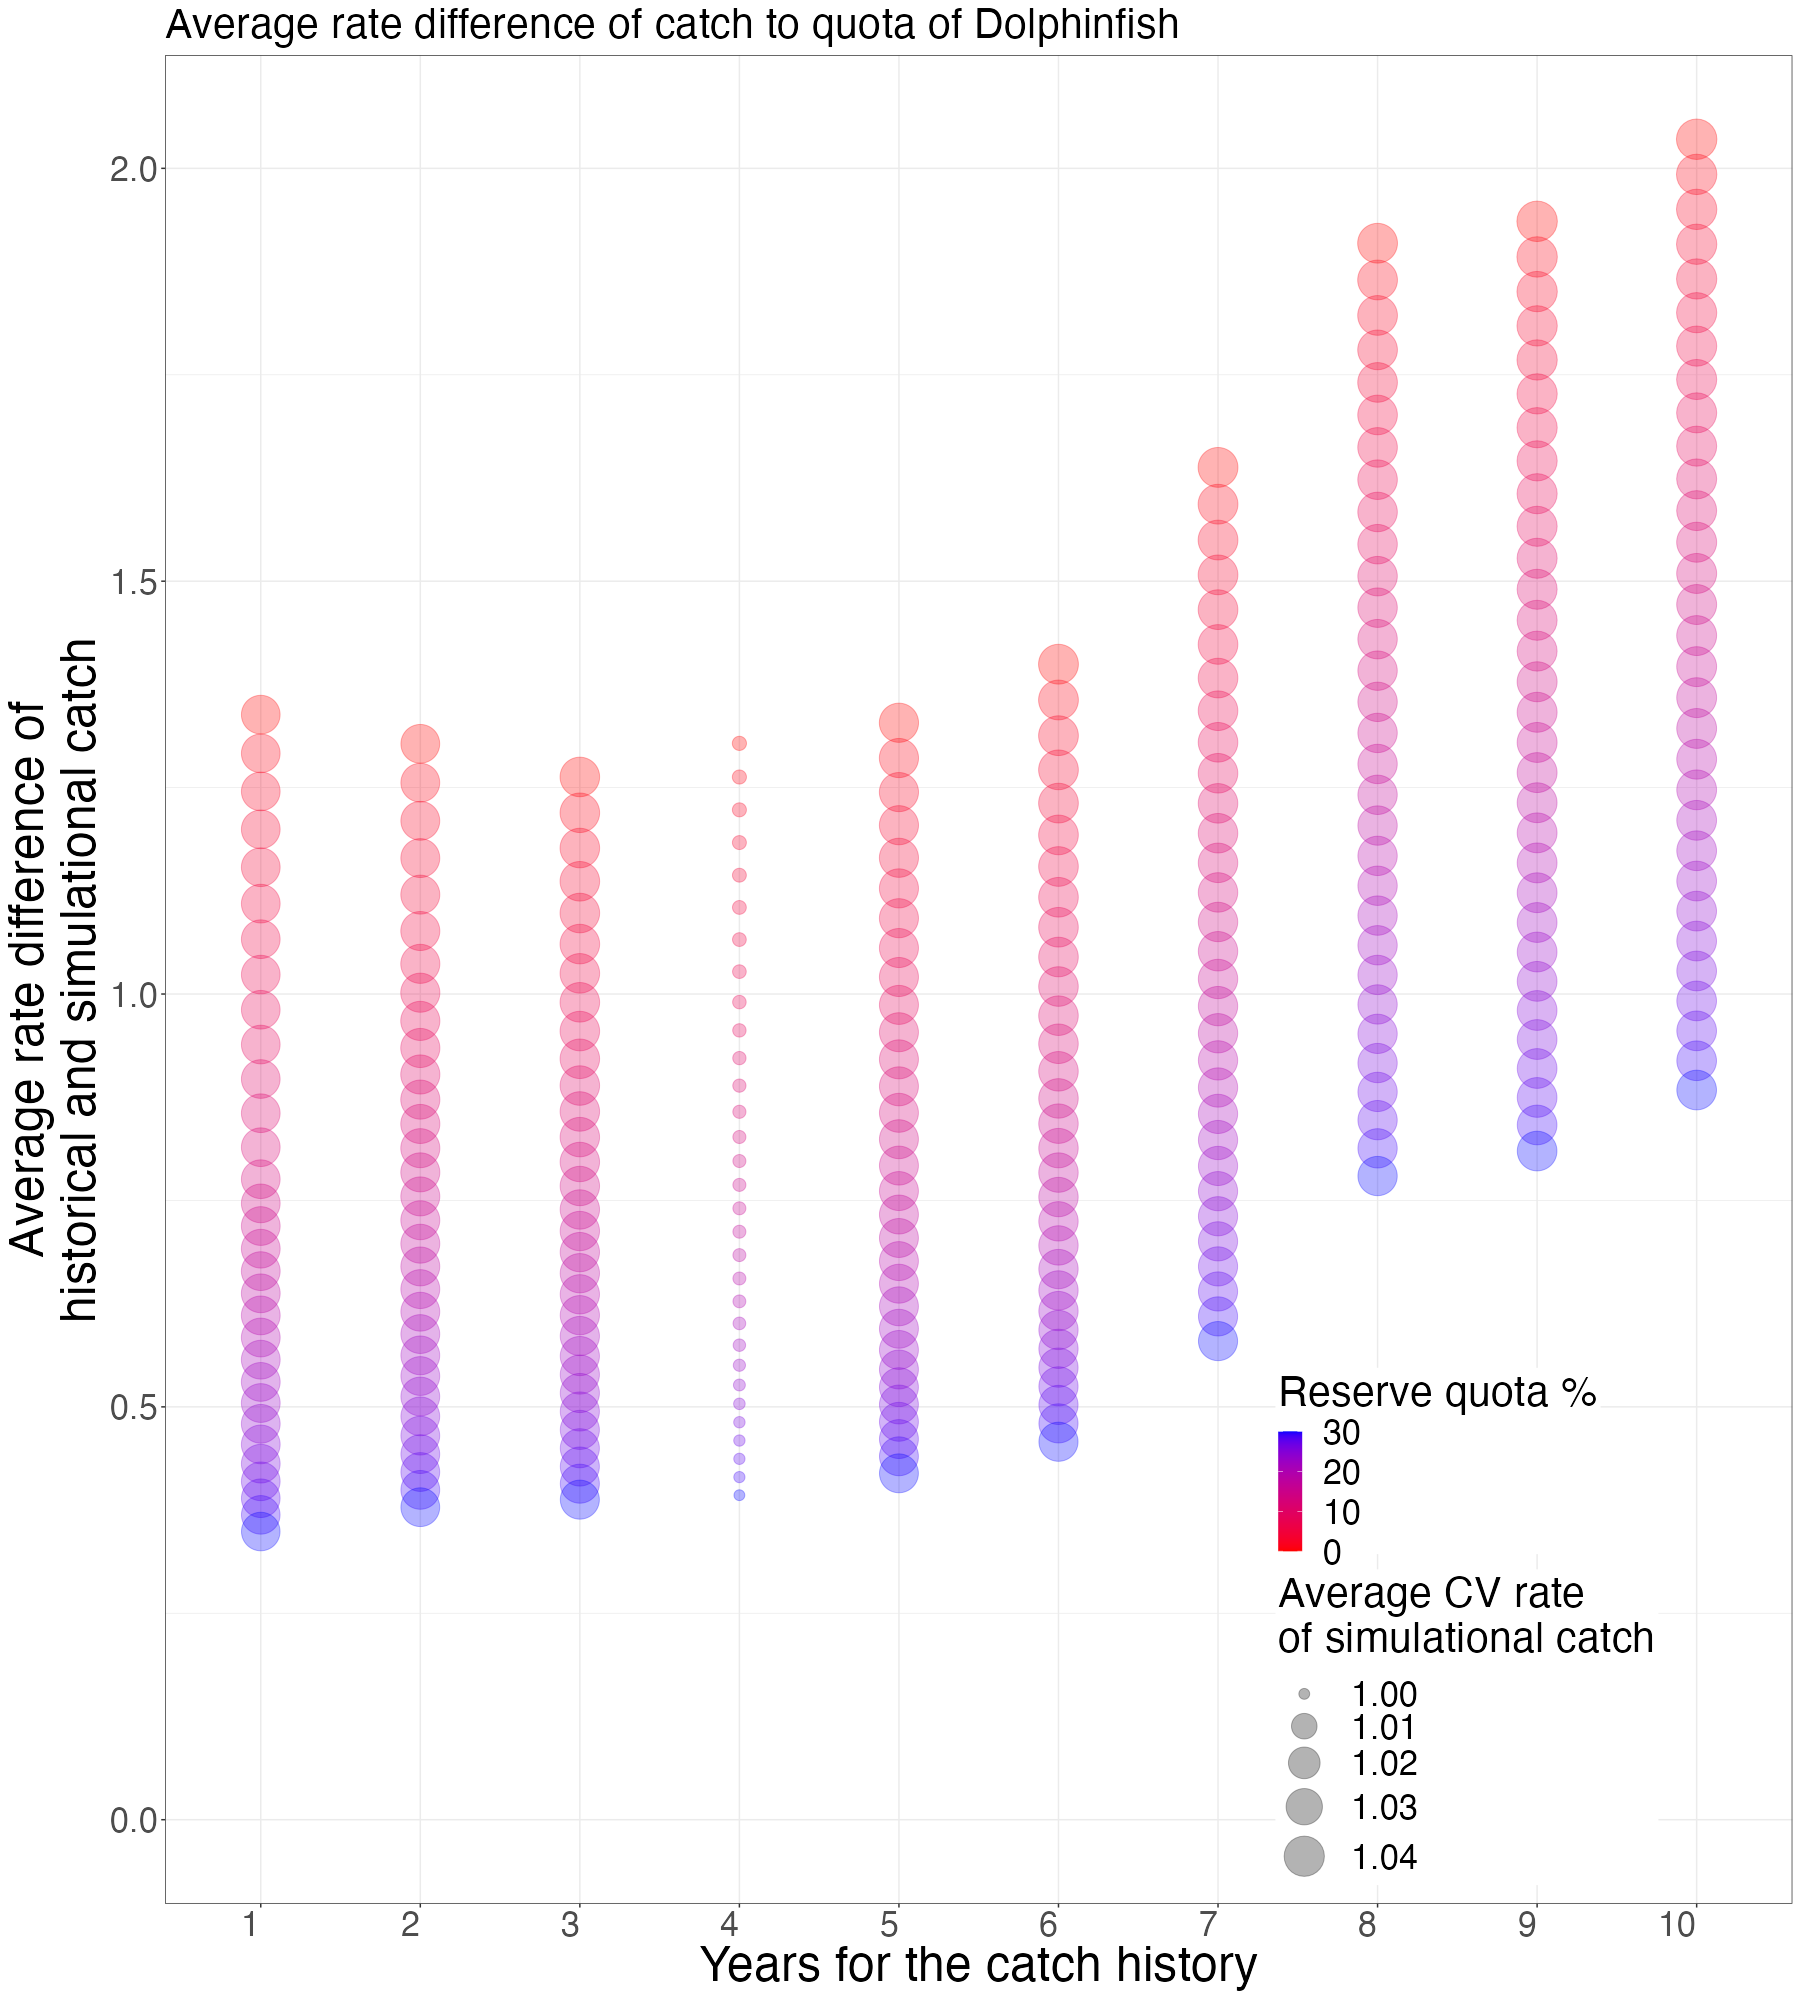 Average rate difference of catch to quota of Dolphinfish
Average rate difference of
historical and simulational catch
2.0
1.5
1.0
0.5
0.0
Reserve quota %
30
20
10
0
Average CV rate
of simulational catch
1.00
1.01
1.02
1.03
1.04
1 2 3 4 5 6 7 8 9 10
Years for the catch history